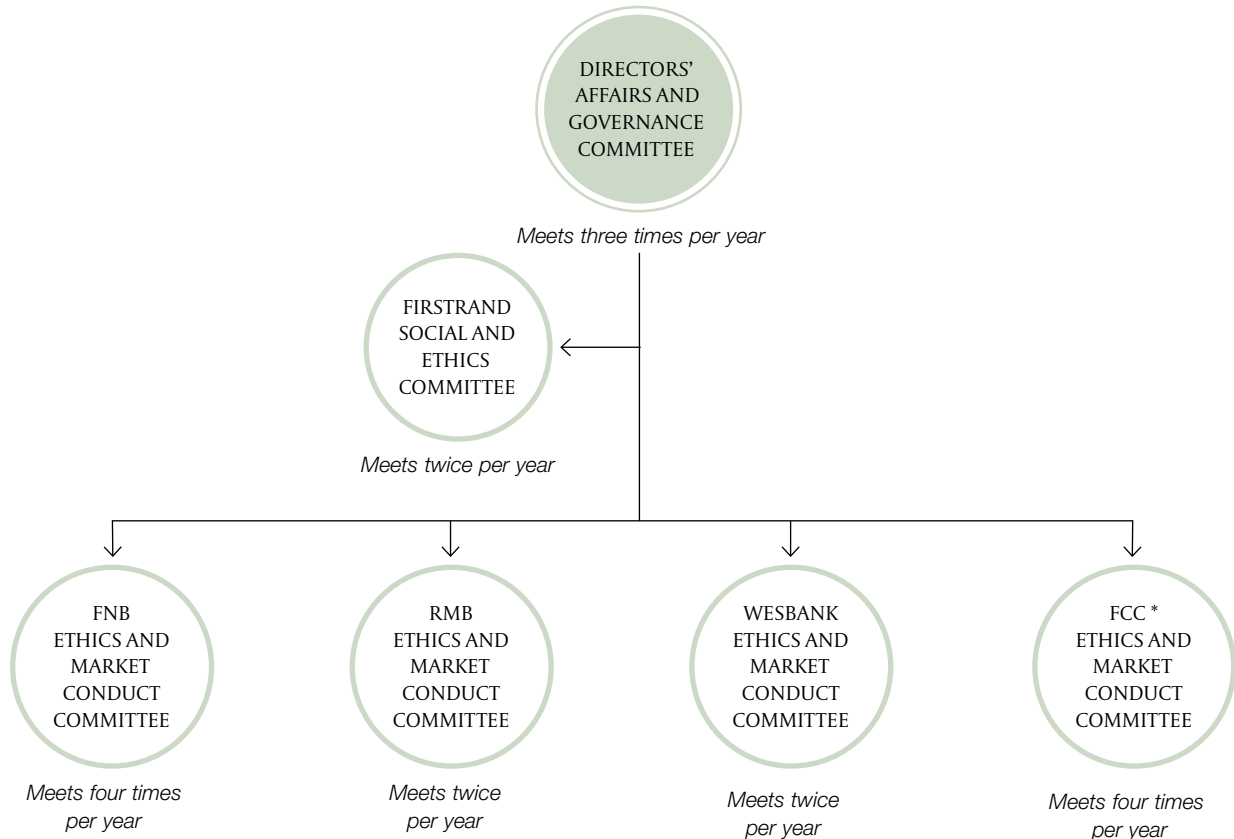 DIRECTORS’
AFFAIRS AND
GOVERNANCE
COMMITTEE
Meets three times per year
FIRSTRAND
SOCIAL AND
ETHICS
COMMITTEE
Meets twice per year
FNB
ETHICS AND
MARKET
CONDUCT
COMMITTEE
Meets four times
per year
RMB
ETHICS AND
MARKET
CONDUCT
COMMITTEE
Meets twice
per year
WESBANK
ETHICS AND
MARKET
CONDUCT
COMMITTEE
Meets twice
per year
FCC *
ETHICS AND
MARKET
CONDUCT
COMMITTEE
Meets four times
per year